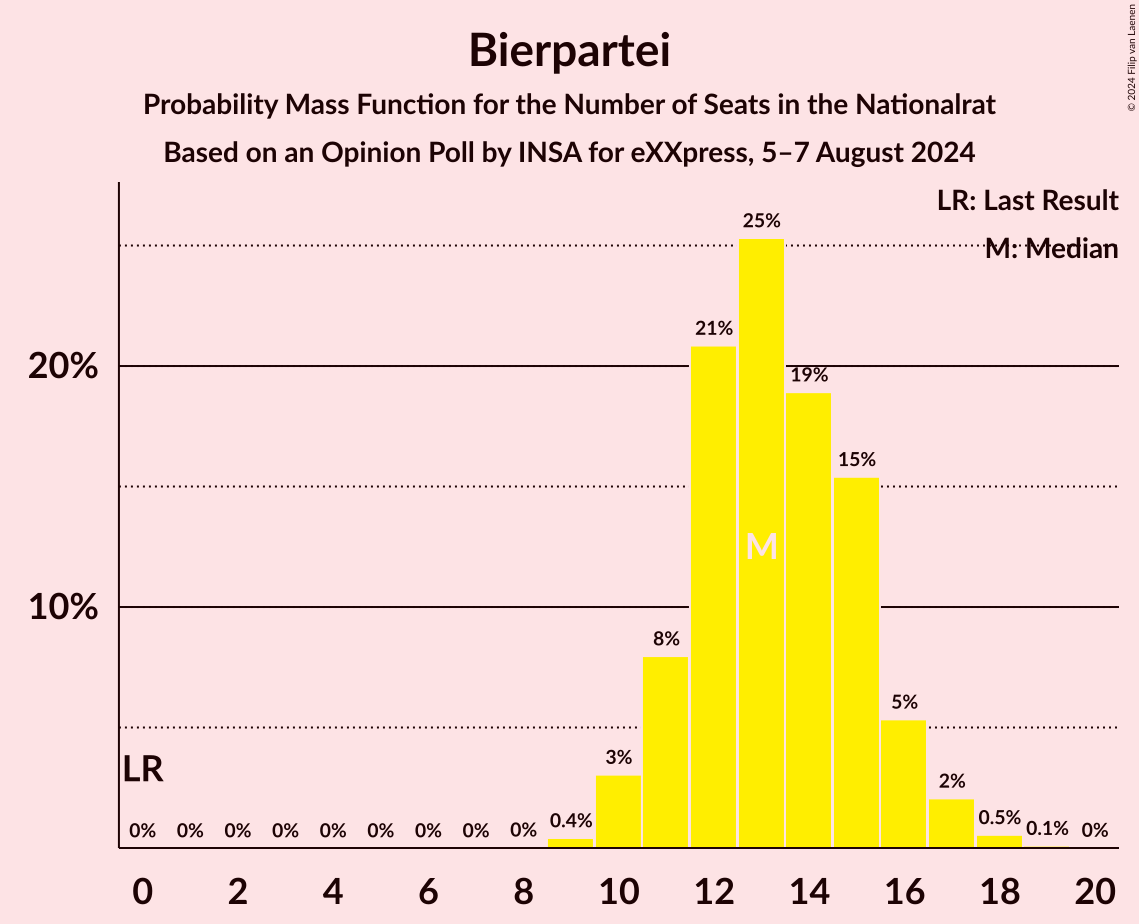 Bierpartei
Probability Mass Function for the Number of Seats in the Nationalrat
Based on an Opinion Poll by INSA for eXXpress, 5–7 August 2024
© 2024 Filip van Laenen
LR: Last Result
M: Median
20%
10%
LR
M
0% 0% 0% 0% 0% 0% 0% 0% 0% 0.4% 3% 8% 21% 25% 19% 15% 5% 2% 0.5% 0.1% 0%
0 2 4 6 8 10 12 14 16 18 20